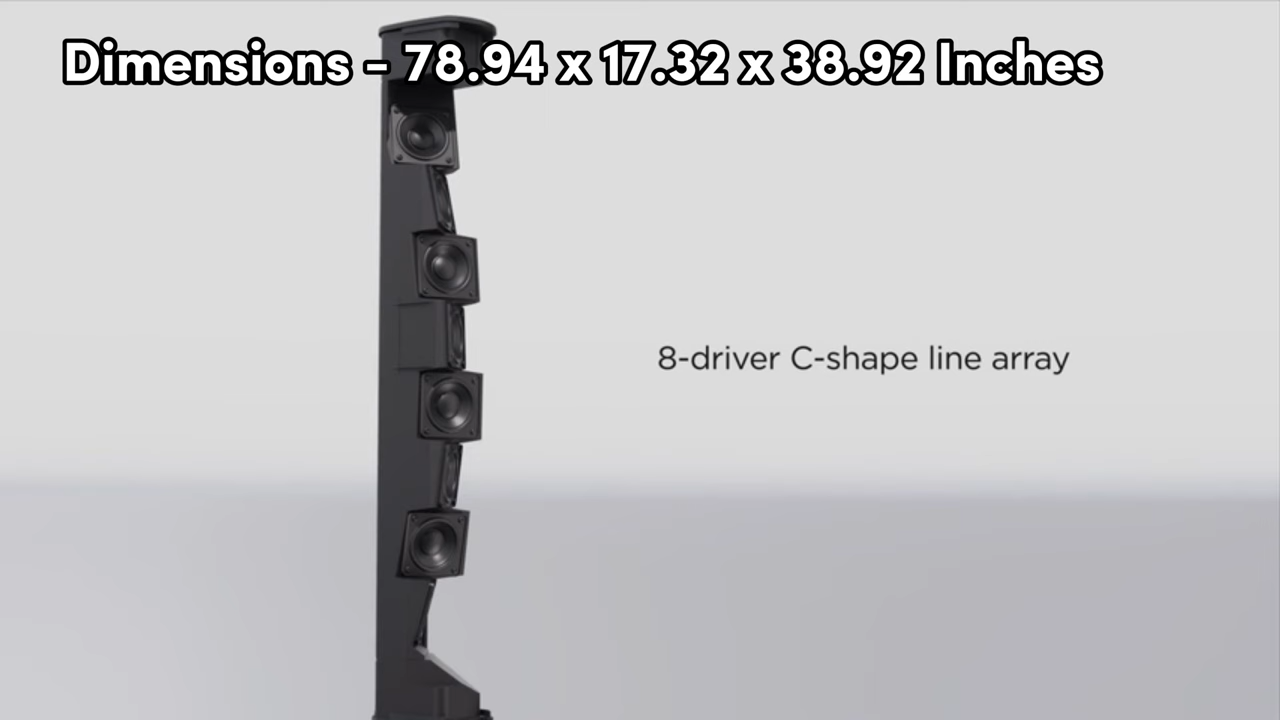 Dimensions - 78.94 x 17.32 x 38.92 Inches
8-driver C-shape line array